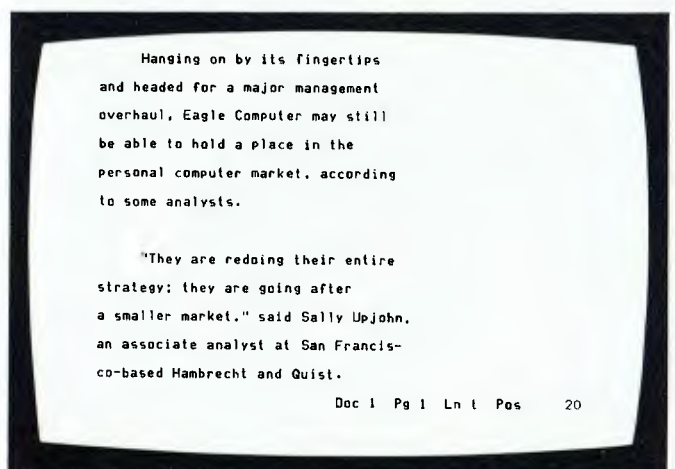 Hanging on by its fingertips
and headed for a major management
overhaul, Eagle Computer may still
be able to hold a place in the
personal computer market, according
to some analysts.
"They are redoing their entire
strategy; they are going after
a smaller market." said Sally Upjohn,
an associate analyst at San Francis-
co-based Hambrecht and Quist.
Doc 1 Pg 1 Ln 1 Pos 20